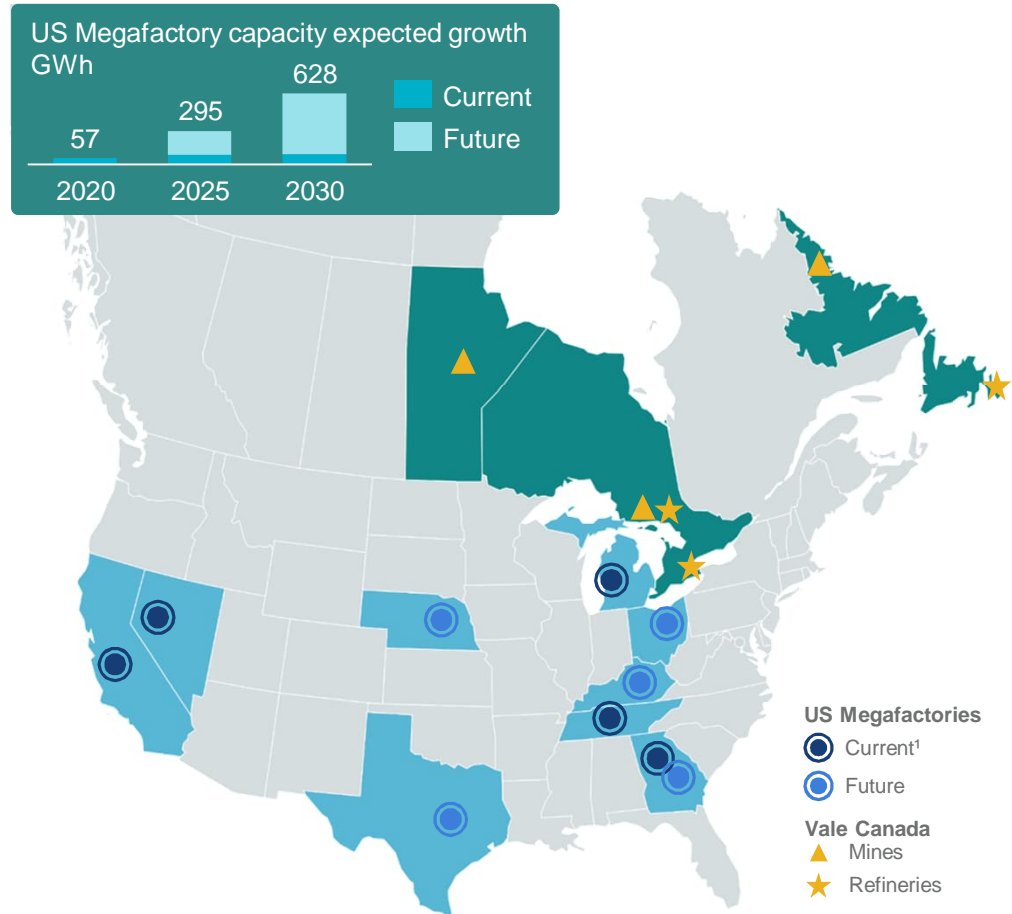 US Megafactory capacity expected growth
GWh
57
295
628
Current
Future
2020
2025
2030
US Megafactories
Current¹
Future
Vale Canada
Mines
Refineries